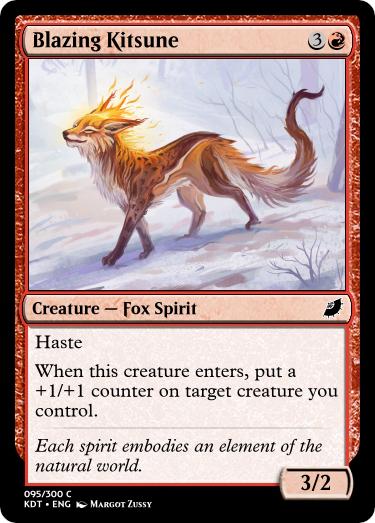 Blazing Kitsune 3
Creature — Fox Spirit
Haste
When this creature enters, put a
+1/+1 counter on target creature you
control.
Each spirit embodies an element of the
natural world.
3/2
095/300 C
KDT • ENG Margot Zussy